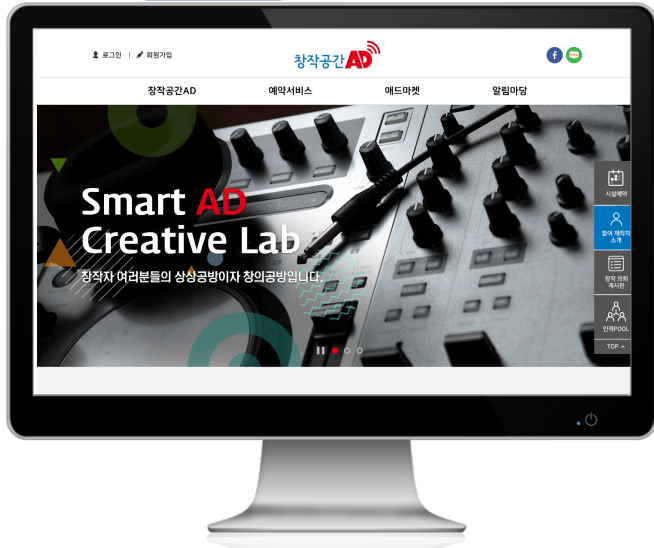 로그인 | 회원가입
창작공간AD
f
창작공간AD 예약서비스 애드마켓 알림마당
Smart AD
Creative Lab
창작자 여러분들의 상상공방이자 창의공방입니다.
시설예약
참여 제작자
소개
창작 의뢰
게시판
인력POOL
TOP